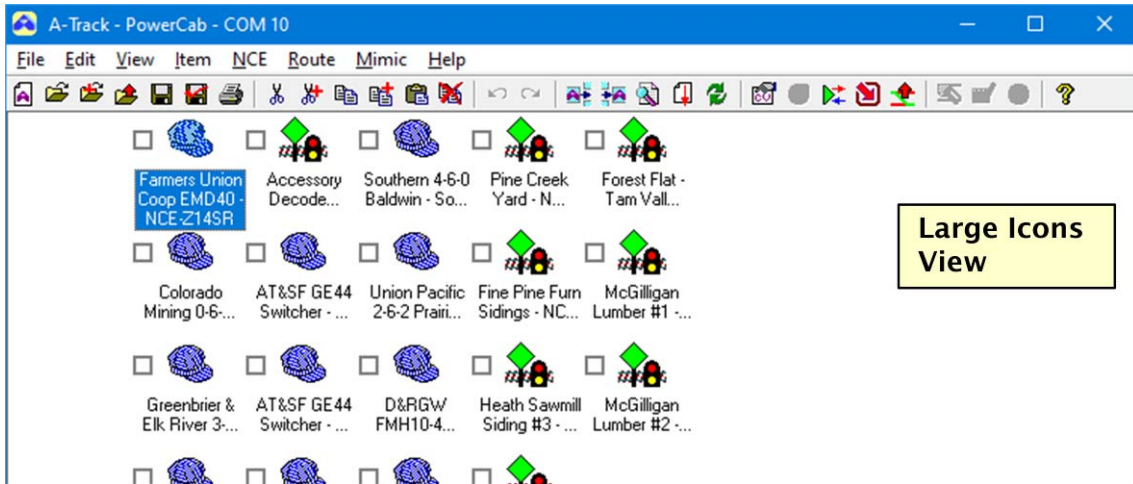 A-Track - PowerCab - COM 10
File Edit View Item NCE Route Mimic Help
Farmers Union
Coop EMD40 -
NCE-Z14SR
Accessory
Decode...
Southern 4-6-0
Baldwin - So...
Pine Creek
Yard - N...
Forest Flat -
Tam Vall...
Large Icons
View
Colorado
Mining 0-6-...
AT&SF GE44
Switcher - ...
Union Pacific
2-6-2 Prairi...
Fine Pine Furn
Sidings - NC...
McGilligan
Lumber #1 -...
Greenbrier &
Elk River 3-...
AT&SF GE44
Switcher - ...
D&RGW
FMH10-4...
Heath Sawmill
Siding #3 - ...
McGilligan
Lumber #2 -...